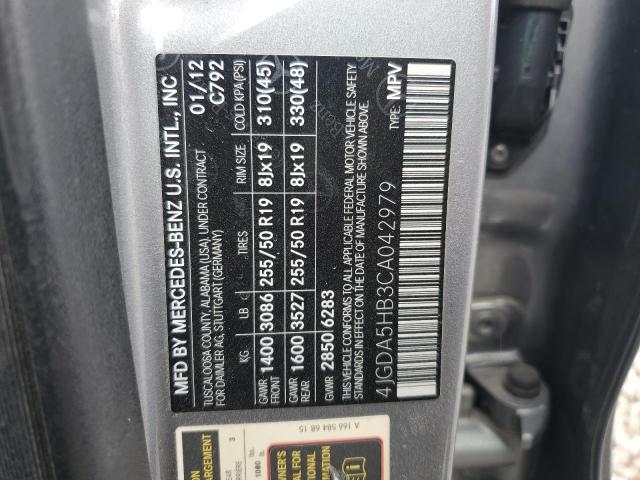 MFD BY MERCEDES-BENZ U.S. INTL., INC
TUSCALOOSA COUNTY, ALABAMA (USA), UNDER CONTRACT
FOR DAIMLER AG, STUTTGART (GERMANY)
01/12
C792
KG LB TIRES RIM SIZE COLD KPA (PSI)
GAWR FRONT 1400 3086 255/50 R19 8Jx19 310(45)
GAWR REAR 1600 3527 255/50 R19 8Jx19 330(48)
GVWR 2850 6283
THIS VEHICLE CONFORMS TO ALL APPLICABLE FEDERAL MOTOR VEHICLE SAFETY
STANDARDS IN EFFECT ON THE DATE OF MANUFACTURE SHOWN ABOVE.
4JGDA5HB3CA042979 TYPE: MPV
A 166 584 68 15
ARGEMENT
3
1080 lbs.